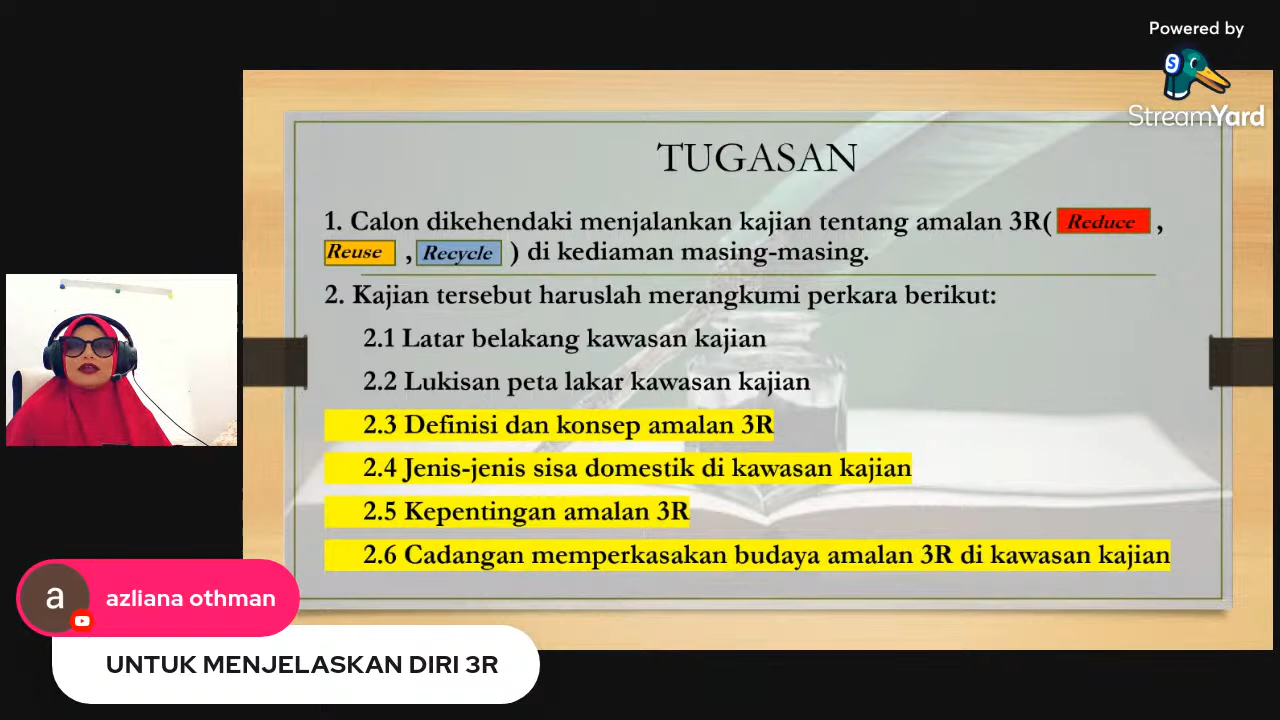 Powered by
S
StreamYard
TUGASAN
1. Calon dikehendaki menjalankan kajian tentang amalan 3R( Reduce ,
Reuse , Recycle ) di kediaman masing-masing.
2. Kajian tersebut haruslah merangkumi perkara berikut:
2.1 Latar belakang kawasan kajian
2.2 Lukisan peta lakar kawasan kajian
2.3 Definisi dan konsep amalan 3R
2.4 Jenis-jenis sisa domestik di kawasan kajian
2.5 Kepentingan amalan 3R
2.6 Cadangan memperkasakan budaya amalan 3R di kawasan kajian
a
azliana othman
UNTUK MENJELASKAN DIRI 3R